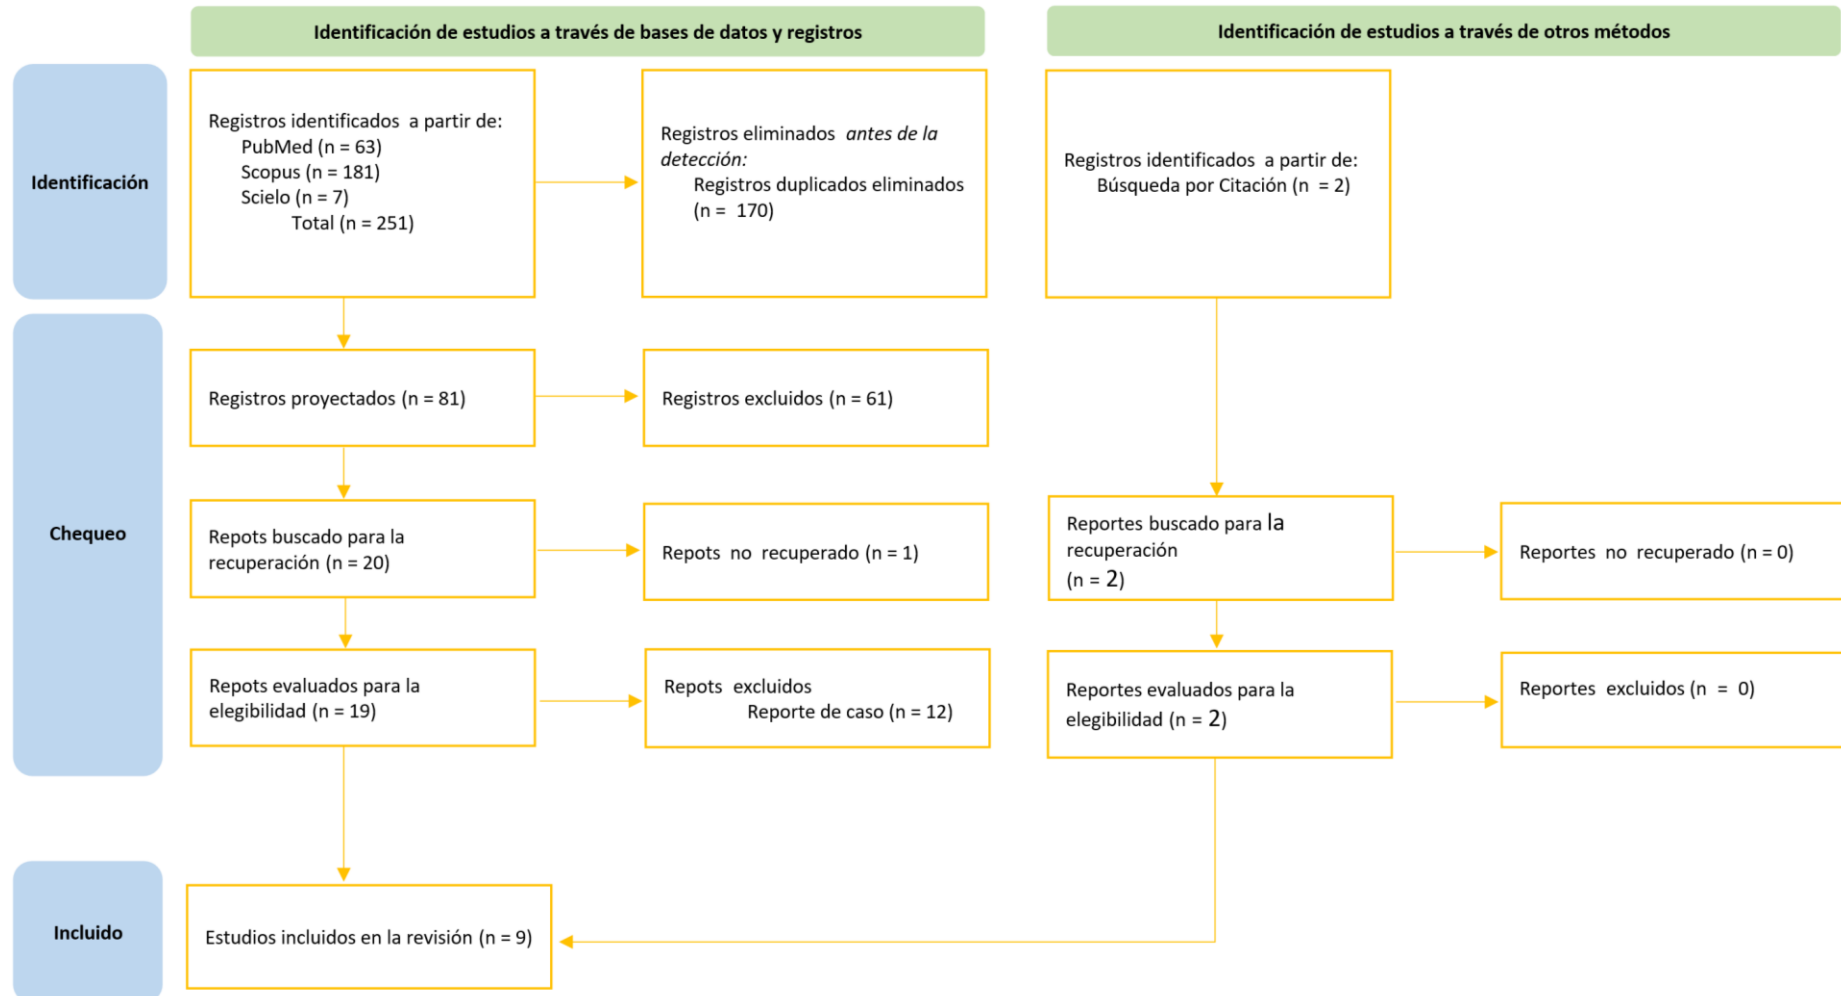 Identificación de estudios a través de bases de datos y registros
Identificación de estudios a través de otros métodos
Identificación
Registros identificados a partir de:
PubMed (n = 63)
Scopus (n = 181)
Scielo (n = 7)
Total (n = 251)
Registros eliminados antes de la
detección:
Registros duplicados eliminados
(n = 170)
Registros identificados a partir de:
Búsqueda por Citación (n = 2)
Chequeo
Registros proyectados (n = 81)
Registros excluidos (n = 61)
Repots buscado para la
recuperación (n = 20)
Repots no recuperado (n = 1)
Reportes buscado para la
recuperación
(n = 2)
Reportes no recuperado (n = 0)
Repots evaluados para la
elegibilidad (n = 19)
Repots excluidos
Reporte de caso (n = 12)
Reportes evaluados para la
elegibilidad (n = 2)
Reportes excluidos (n = 0)
Incluido
Estudios incluidos en la revisión (n = 9)